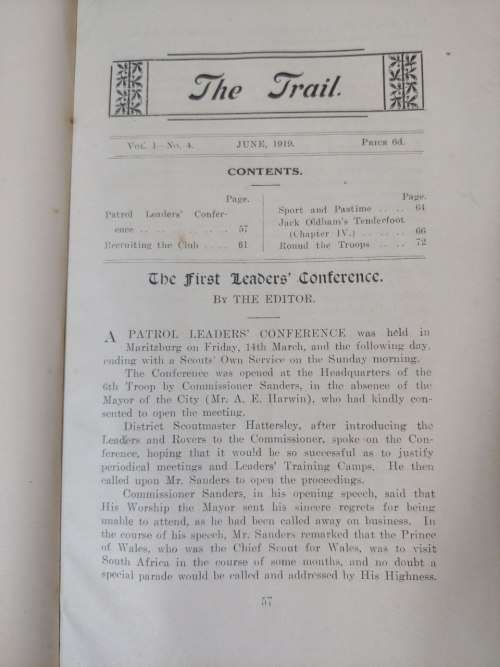 The Trail.
VOL. 1—NO. 4. JUNE, 1919. PRICE 6d.
CONTENTS.
Page.
Patrol Leaders' Confer-
ence .. .. .. .. .. .. 57
Recruiting the Club .. .. 61
Page.
Sport and Pastime .. .. 64
Jack Oldham's Tenderfoot
(Chapter IV.) .. .. .. 66
Round the Troops .. .. 72
The First Leaders' Conference.
BY THE EDITOR.
A PATROL LEADERS' CONFERENCE was held in
Maritzburg on Friday, 14th March, and the following day,
ending with a Scouts' Own Service on the Sunday morning.
The Conference was opened at the Headquarters of the
6th Troop by Commissioner Sanders, in the absence of the
Mayor of the City (Mr. A. E. Harwin), who had kindly con-
sented to open the meeting.
District Scoutmaster Hattersley, after introducing the
Leaders and Rovers to the Commissioner, spoke on the Con-
ference, hoping that it would be so successful as to justify
periodical meetings and Leaders' Training Camps. He then
called upon Mr. Sanders to open the proceedings.
Commissioner Sanders, in his opening speech, said that
His Worship the Mayor sent his sincere regrets for being
unable to attend, as he had been called away on business. In
the course of his speech, Mr. Sanders remarked that the Prince
of Wales, who was the Chief Scout for Wales, was to visit
South Africa in the course of some months, and no doubt a
special parade would be called and addressed by His Highness.
57